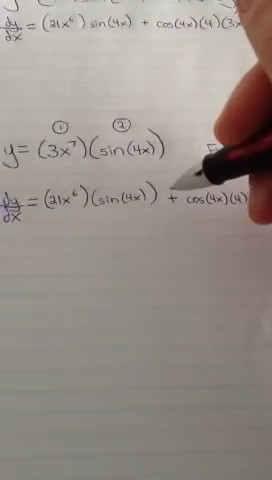 dy/dx = (21x⁶) sin(4x) + cos(4x)(4)(3x
① ②
y = (3x⁷)(sin(4x))
dy/dx = (21x⁶)(sin(4x)) + cos(4x)(4)